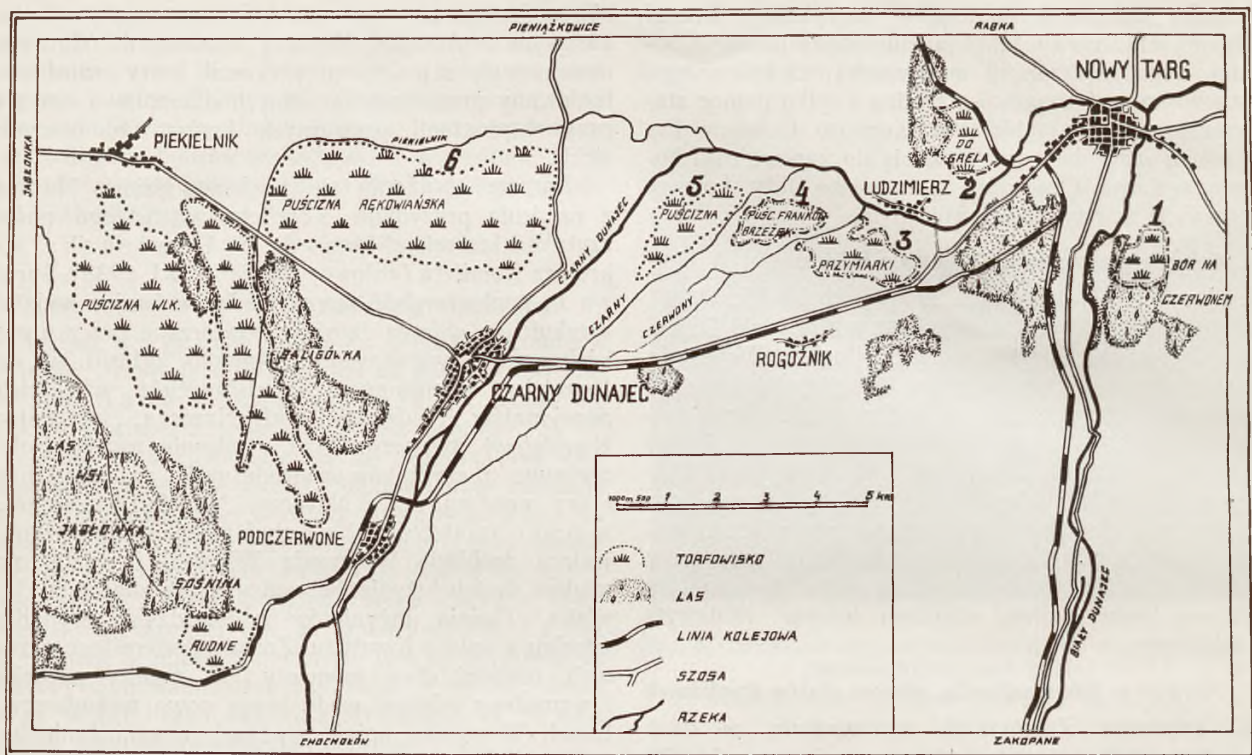 PIENIĄŻKOWICE
RABKA
NOWY TARG
JABŁONKA
PIEKIELNIK
PIEKIELNIK
6
PUŚCIZNA
RĘKOWIAŃSKA
5
PUŚCIZNA
4
PUŚC. FRANKÓW
BRZEŻEK
LUDZIMIERZ
DO
GRELA
2
3
PRZYMIARKI
1
BÓR NA
CZERWONEM
PUŚCIZNA WLK.
BALIGÓWKA
CZARNY DUNAJEC
CZARNY
CZERWONY
CZARNY DUNAJEC
ROGOŹNIK
LAS
WSI
JABŁONKA
SOŚNINA
RUDNE
PODCZERWONE
BIAŁY DUNAJEC
1000m 500 1 2 3 4 5 km
TORFOWISKO
LAS
LINIA KOLEJOWA
SZOSA
RZEKA
CHOCHOŁÓW
ZAKOPANE